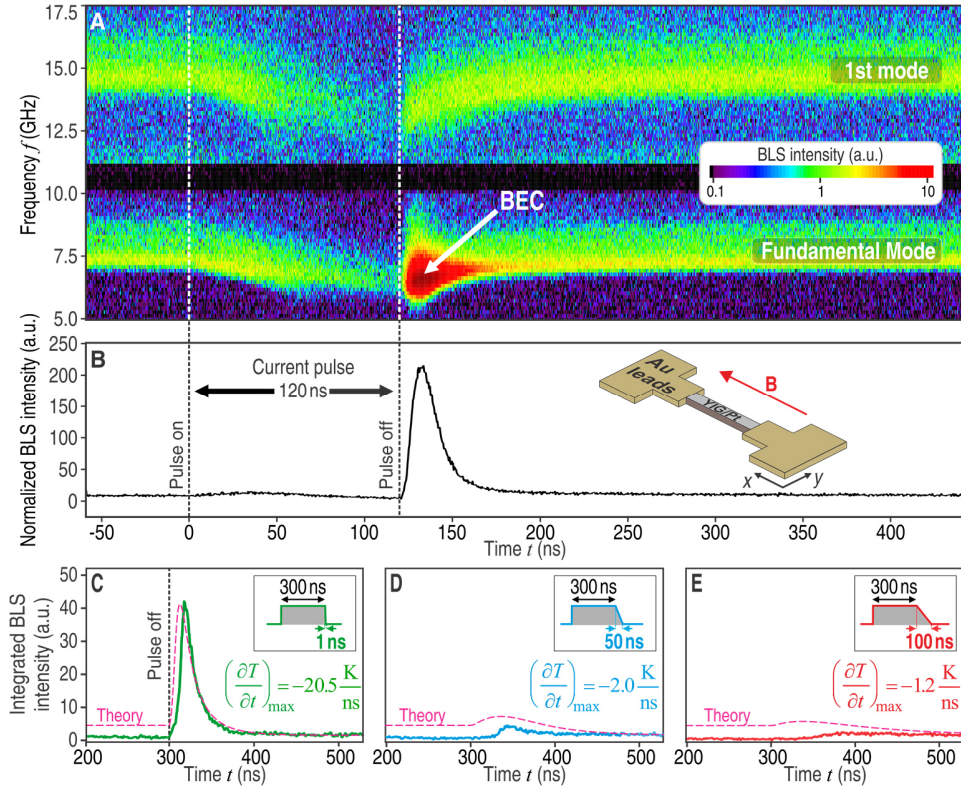 A
17.5
15.0
12.5
10.0
7.5
5.0
Frequency f (GHz)
1st mode
BLS intensity (a.u.)
0.1 1 10
BEC
Fundamental Mode
B
250
200
150
100
50
0
Normalized BLS intensity (a.u.)
Current pulse
120 ns
Pulse on
Pulse off
Au
leads
YIG/Pt
B
x y
-50 0 50 100 150 200 250 300 350 400
Time t (ns)
C
50
40
30
20
10
0
Integrated BLS
intensity (a.u.)
Pulse off
300 ns
1 ns
(∂T/∂t)max = −20.5 K/ns
Theory
200 300 400 500
Time t (ns)
D
300 ns
50 ns
(∂T/∂t)max = −2.0 K/ns
Theory
200 300 400 500
Time t (ns)
E
300 ns
100 ns
(∂T/∂t)max = −1.2 K/ns
Theory
200 300 400 500
Time t (ns)